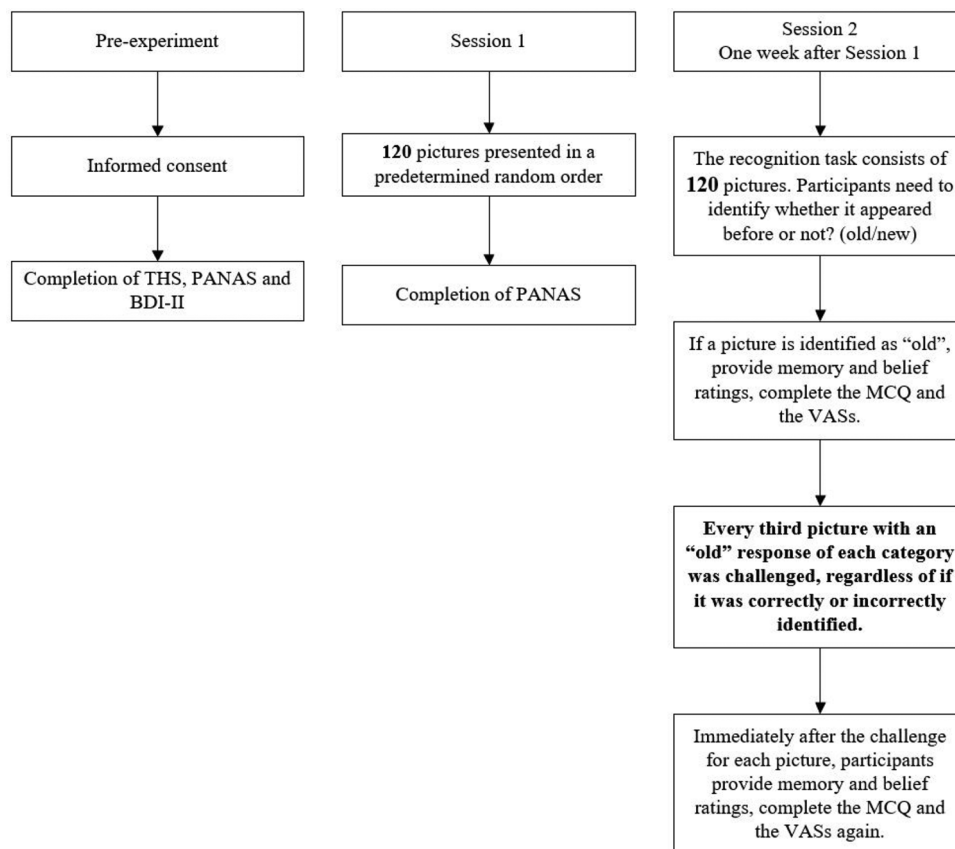 Pre-experiment
Informed consent
Completion of THS, PANAS and
BDI-II
Session 1
120 pictures presented in a
predetermined random order
Completion of PANAS
Session 2
One week after Session 1
The recognition task consists of
120 pictures. Participants need to
identify whether it appeared
before or not? (old/new)
If a picture is identified as “old”,
provide memory and belief
ratings, complete the MCQ and
the VASs.
Every third picture with an
“old” response of each category
was challenged, regardless of if
it was correctly or incorrectly
identified.
Immediately after the challenge
for each picture, participants
provide memory and belief
ratings, complete the MCQ and
the VASs again.